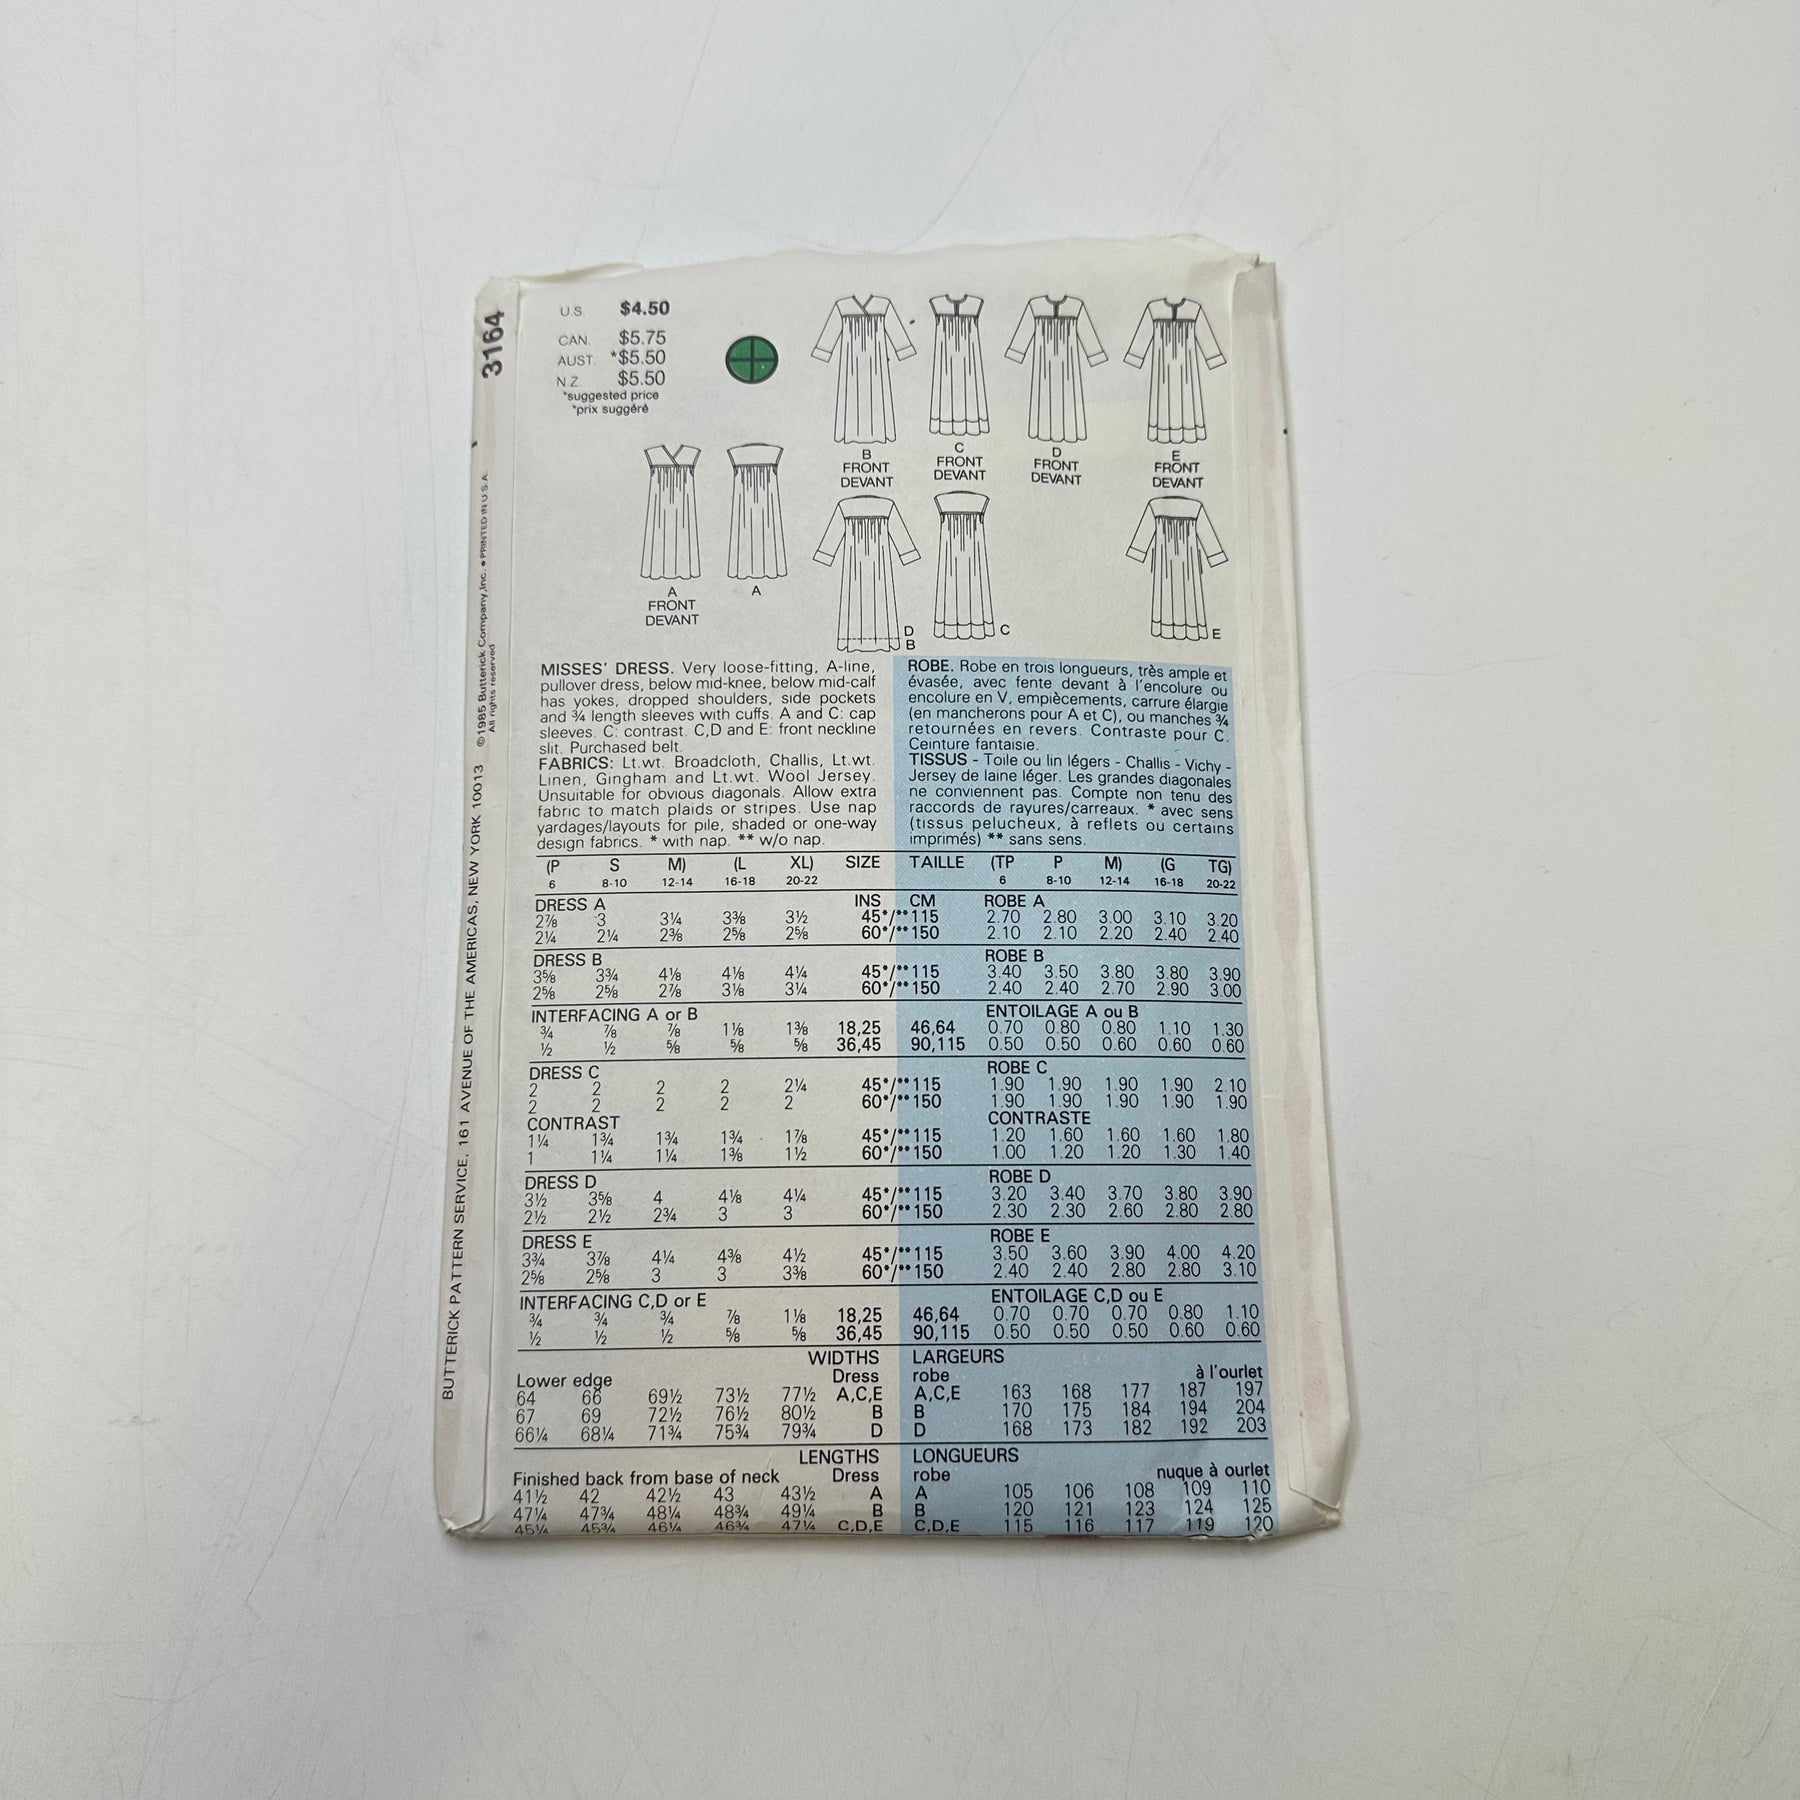 3164
U.S. $4.50
CAN. $5.75
AUST. *$5.50
N.Z. $5.50
*suggested price
*prix suggéré
B
FRONT
DEVANT
C
FRONT
DEVANT
D
FRONT
DEVANT
E
FRONT
DEVANT
A
FRONT
DEVANT
A
D
B
C
E
BUTTERICK PATTERN SERVICE, 161 AVENUE OF THE AMERICAS, NEW YORK 10013 ©1985 Butterick Company, Inc. • PRINTED IN U.S.A.
All rights reserved
MISSES' DRESS. Very loose-fitting, A-line,
pullover dress, below mid-knee, below mid-calf
has yokes, dropped shoulders, side pockets
and ¾ length sleeves with cuffs. A and C: cap
sleeves. C: contrast. C,D and E: front neckline
slit. Purchased belt.
FABRICS: Lt.wt. Broadcloth, Challis, Lt.wt.
Linen, Gingham and Lt.wt. Wool Jersey.
Unsuitable for obvious diagonals. Allow extra
fabric to match plaids or stripes. Use nap
yardages/layouts for pile, shaded or one-way
design fabrics. * with nap. ** w/o nap.
ROBE. Robe en trois longueurs, très ample et
évasée, avec fente devant à l'encolure ou
encolure en V, empiècements, carrure élargie
(en mancherons pour A et C), ou manches ¾
retournées en revers. Contraste pour C.
Ceinture fantaisie.
TISSUS - Toile ou lin légers - Challis - Vichy -
Jersey de laine léger. Les grandes diagonales
ne conviennent pas. Compte non tenu des
raccords de rayures/carreaux. * avec sens
(tissus pelucheux, à reflets ou certains
imprimés) ** sans sens.
(P S M) (L XL) SIZE TAILLE (TP P M) (G TG)
6 8-10 12-14 16-18 20-22 6 8-10 12-14 16-18 20-22
DRESS A INS CM ROBE A
2⅞ 3 3¼ 3⅜ 3½ 45*/**115 2.70 2.80 3.00 3.10 3.20
2¼ 2¼ 2⅜ 2⅝ 2⅝ 60*/**150 2.10 2.10 2.20 2.40 2.40
DRESS B ROBE B
3⅝ 3¾ 4⅛ 4⅛ 4¼ 45*/**115 3.40 3.50 3.80 3.80 3.90
2⅝ 2⅝ 2⅞ 3⅛ 3¼ 60*/**150 2.40 2.40 2.70 2.90 3.00
INTERFACING A or B ENTOILAGE A ou B
¾ ⅞ ⅞ 1⅛ 1⅜ 18,25 46,64 0.70 0.80 0.80 1.10 1.30
½ ½ ⅝ ⅝ ⅝ 36,45 90,115 0.50 0.50 0.60 0.60 0.60
DRESS C ROBE C
2 2 2 2 2¼ 45*/**115 1.90 1.90 1.90 1.90 2.10
2 2 2 2 2 60*/**150 1.90 1.90 1.90 1.90 1.90
CONTRAST CONTRASTE
1¼ 1¾ 1¾ 1¾ 1⅞ 45*/**115 1.20 1.60 1.60 1.60 1.80
1 1¼ 1¼ 1⅜ 1½ 60*/**150 1.00 1.20 1.20 1.30 1.40
DRESS D ROBE D
3½ 3⅝ 4 4⅛ 4¼ 45*/**115 3.20 3.40 3.70 3.80 3.90
2½ 2½ 2¾ 3 3 60*/**150 2.30 2.30 2.60 2.80 2.80
DRESS E ROBE E
3¾ 3⅞ 4¼ 4⅜ 4½ 45*/**115 3.50 3.60 3.90 4.00 4.20
2⅝ 2⅝ 3 3 3⅜ 60*/**150 2.40 2.40 2.80 2.80 3.10
INTERFACING C,D or E ENTOILAGE C,D ou E
¾ ¾ ¾ ⅞ 1⅛ 18,25 46,64 0.70 0.70 0.70 0.80 1.10
½ ½ ½ ⅝ ⅝ 36,45 90,115 0.50 0.50 0.50 0.60 0.60
WIDTHS LARGEURS
Lower edge Dress robe à l'ourlet
64 66 69½ 73½ 77½ A,C,E A,C,E 163 168 177 187 197
67 69 72½ 76½ 80½ B B 170 175 184 194 204
66¼ 68¼ 71¾ 75¾ 79¾ D D 168 173 182 192 203
LENGTHS LONGUEURS
Finished back from base of neck Dress robe nuque à ourlet
41½ 42 42½ 43 43½ A A 105 106 108 109 110
47¼ 47¾ 48¼ 48¾ 49¼ B B 120 121 123 124 125
45¼ 45¾ 46¼ 46¾ 47¼ C,D,E C,D,E 115 116 117 119 120